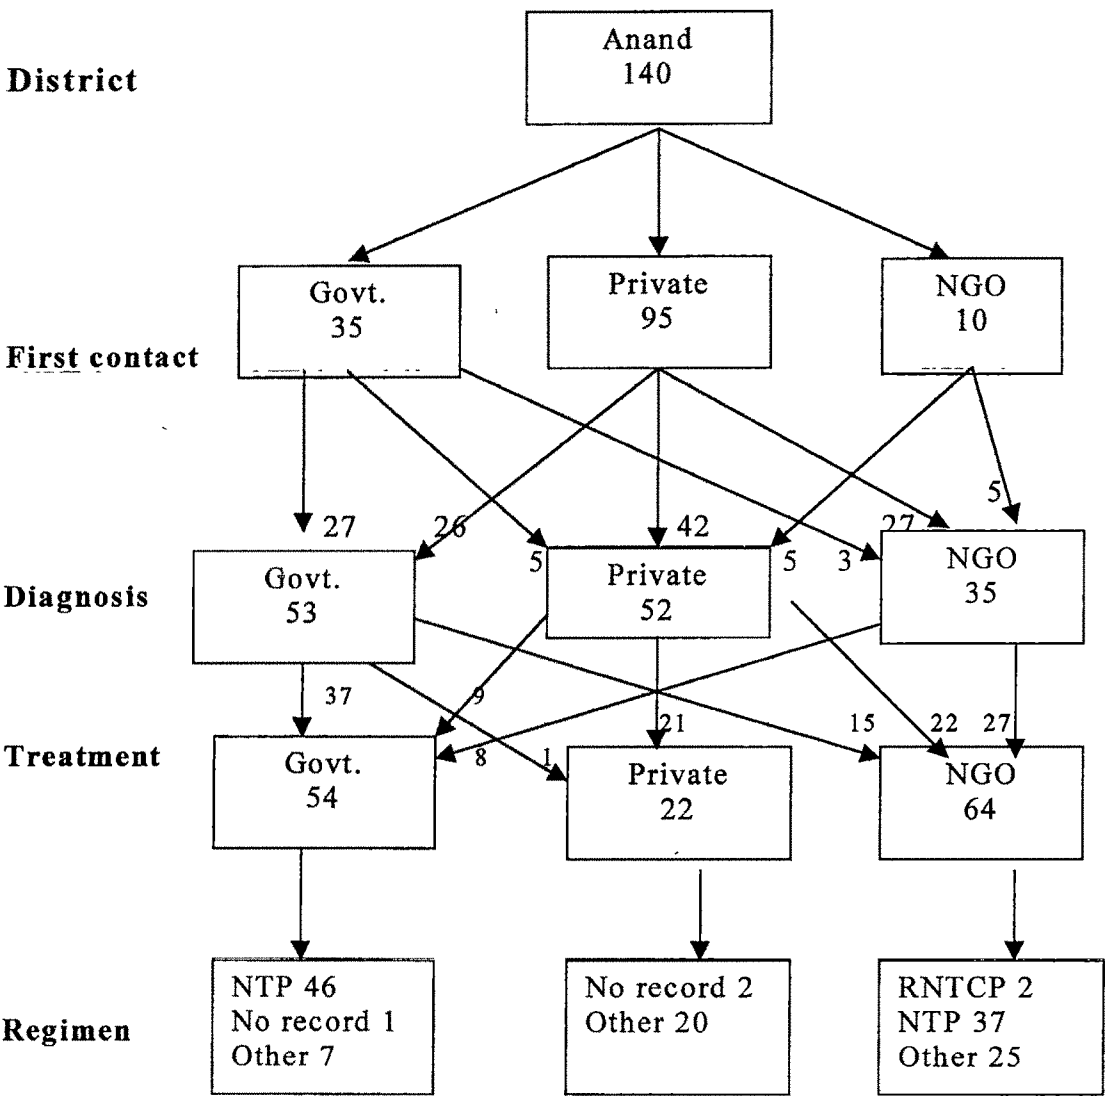 Anand
140
District
Govt.
35
Private
95
NGO
10
First contact
5
27
26
42
27
5
5
3
Diagnosis
Govt.
53
Private
52
NGO
35
37
9
21
15
22
27
8
1
Treatment
Govt.
54
Private
22
NGO
64
Regimen
NTP 46
No record 1
Other 7
No record 2
Other 20
RNTCP 2
NTP 37
Other 25